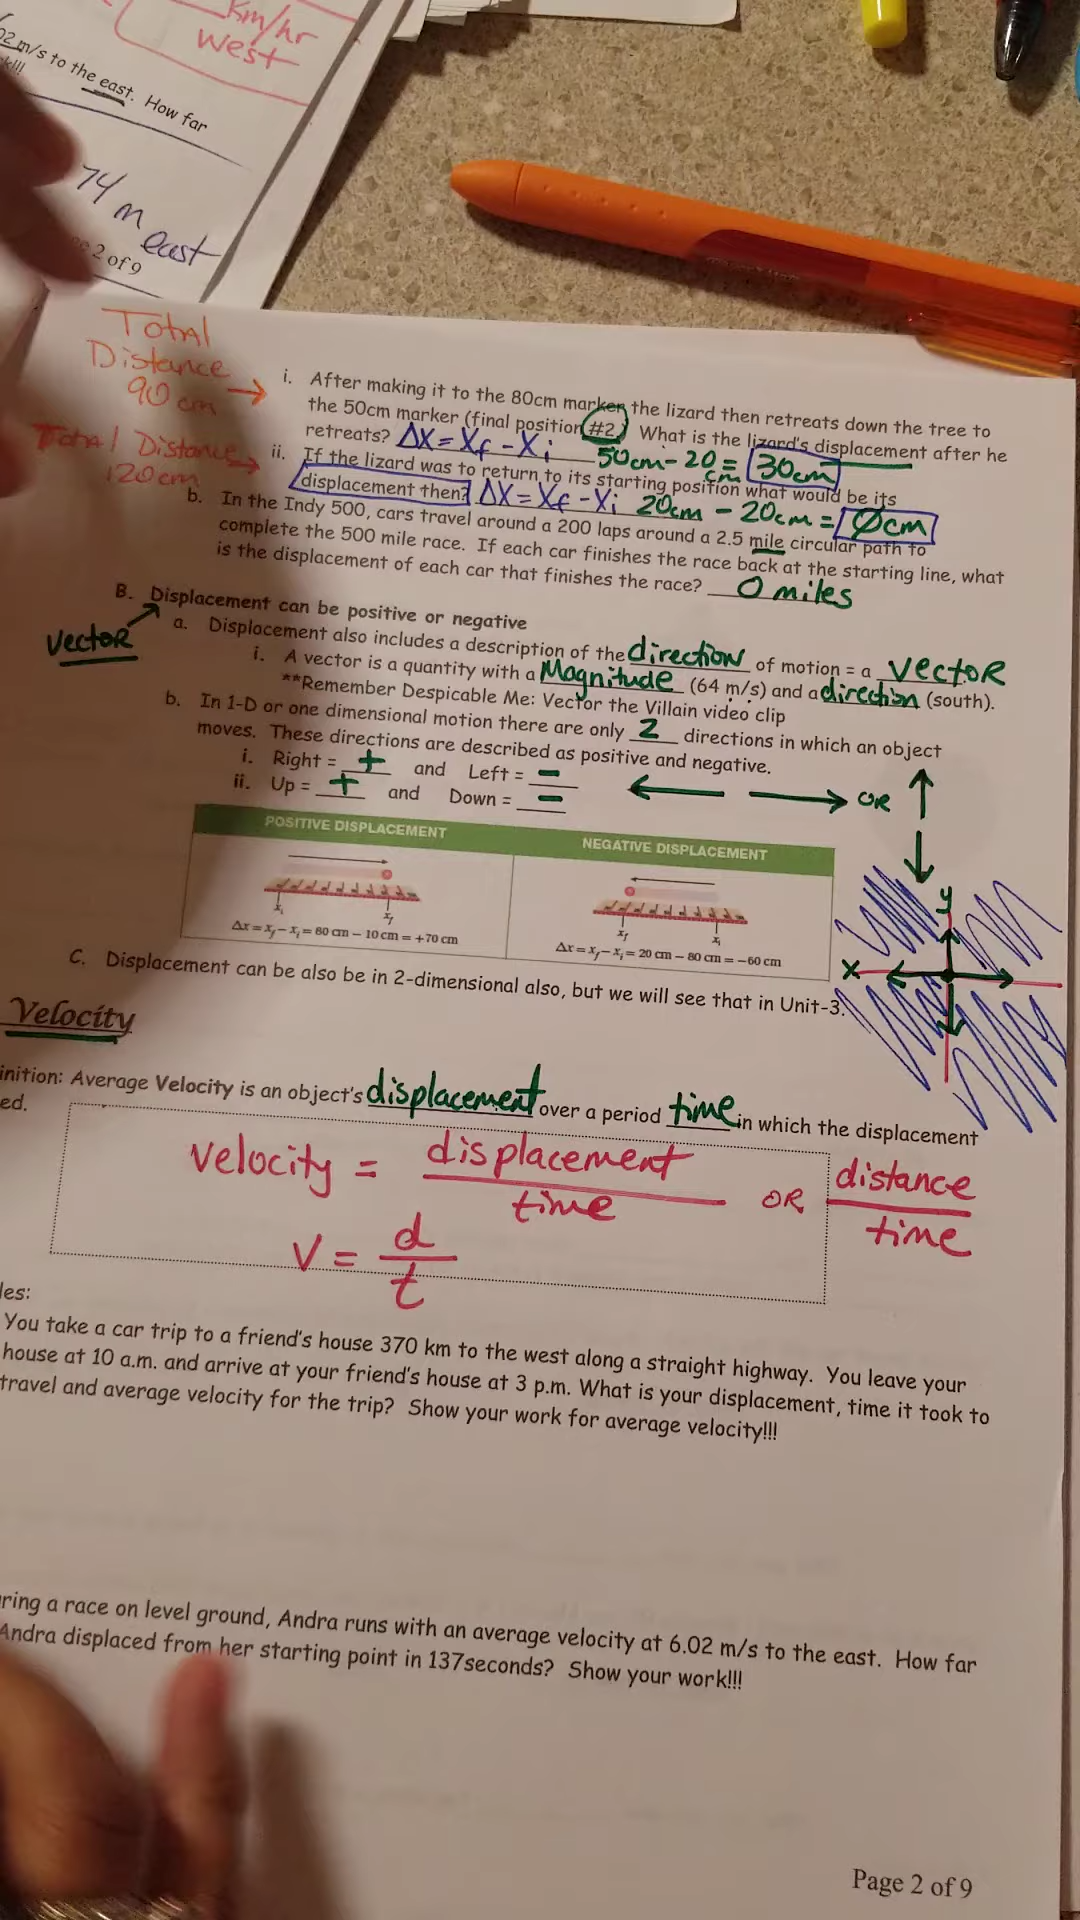 Km/hr
west
02 m/s to the east. How far
k!!!
74 m
east
2 of 9
Total
Distance
90 cm →
i. After making it to the 80cm marker the lizard then retreats down the tree to
the 50cm marker (final position #2.) What is the lizard's displacement after he
retreats? ΔX = Xf - Xi 50cm - 20 cm = 30cm
Total Distance →
120 cm
ii. If the lizard was to return to its starting position what would be its
displacement then? ΔX = Xf - Xi 20cm - 20cm = Øcm
b. In the Indy 500, cars travel around a 200 laps around a 2.5 mile circular path to
complete the 500 mile race. If each car finishes the race back at the starting line, what
is the displacement of each car that finishes the race? 0 miles
B. Displacement can be positive or negative
vector
a. Displacement also includes a description of the direction of motion = a vector
i. A vector is a quantity with a Magnitude (64 m/s) and a direction (south).
**Remember Despicable Me: Vector the Villain video clip
b. In 1-D or one dimensional motion there are only 2 directions in which an object
moves. These directions are described as positive and negative.
i. Right = + and Left = -
ii. Up = + and Down = -
← → OR ↑
↓
POSITIVE DISPLACEMENT
NEGATIVE DISPLACEMENT
xi
xf
Δx = xf – xi = 80 cm – 10 cm = +70 cm
xf
xi
Δx = xf – xi = 20 cm – 80 cm = –60 cm
y
x
C. Displacement can be also be in 2-dimensional also, but we will see that in Unit-3.
Velocity
inition: Average Velocity is an object's displacement over a period time in which the displacement
ed.
velocity = displacement / time OR distance / time
V = d / t
les:
You take a car trip to a friend's house 370 km to the west along a straight highway. You leave your
house at 10 a.m. and arrive at your friend's house at 3 p.m. What is your displacement, time it took to
travel and average velocity for the trip? Show your work for average velocity!!!
ring a race on level ground, Andra runs with an average velocity at 6.02 m/s to the east. How far
Andra displaced from her starting point in 137seconds? Show your work!!!
Page 2 of 9